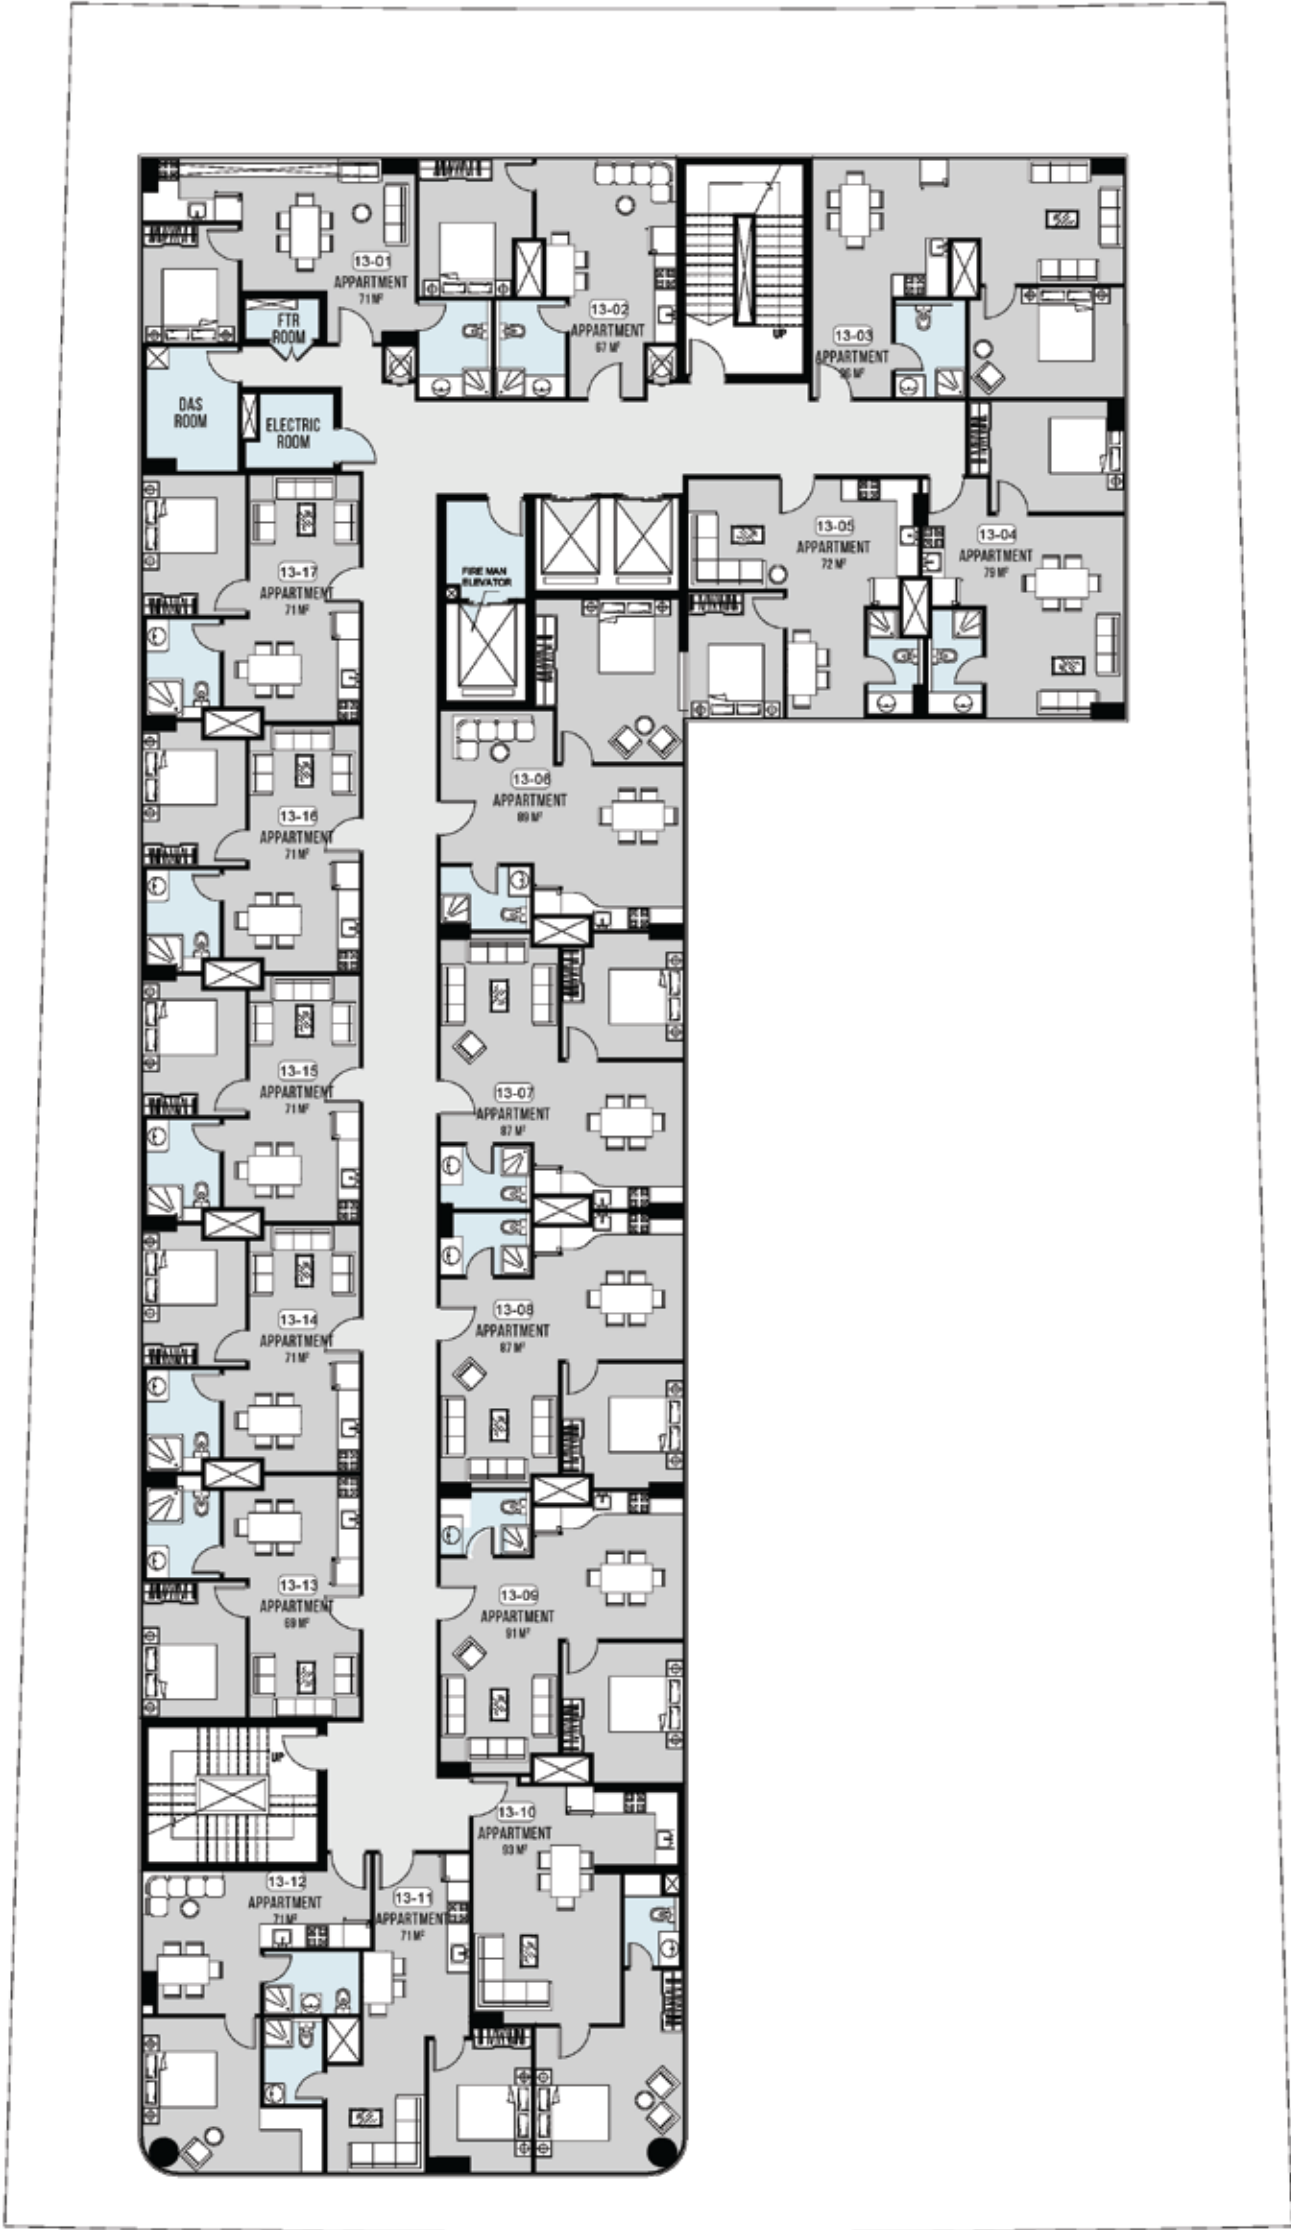 13-01
APPARTMENT
71 M²
FTR
ROOM
13-02
APPARTMENT
67 M²
UP
13-03
APPARTMENT
96 M²
DAS
ROOM
ELECTRIC
ROOM
13-17
APPARTMENT
71 M²
FIRE MAN
ELEVATOR
13-05
APPARTMENT
72 M²
13-04
APPARTMENT
79 M²
13-06
APPARTMENT
89 M²
13-16
APPARTMENT
71 M²
13-15
APPARTMENT
71 M²
13-07
APPARTMENT
87 M²
13-14
APPARTMENT
71 M²
13-08
APPARTMENT
87 M²
13-13
APPARTMENT
69 M²
13-09
APPARTMENT
91 M²
UP
13-10
APPARTMENT
93 M²
13-12
APPARTMENT
71 M²
13-11
APPARTMENT
71 M²